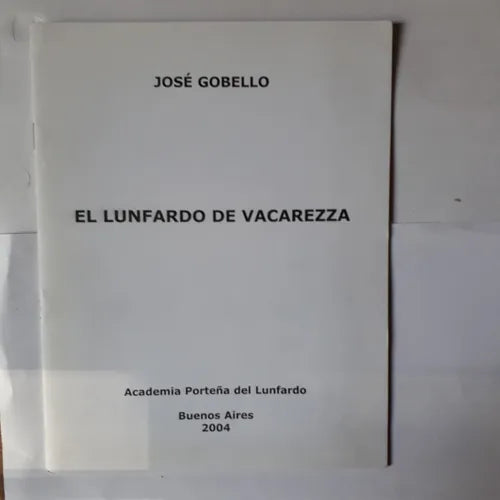 JOSÉ GOBELLO
EL LUNFARDO DE VACAREZZA
Academia Porteña del Lunfardo
Buenos Aires
2004